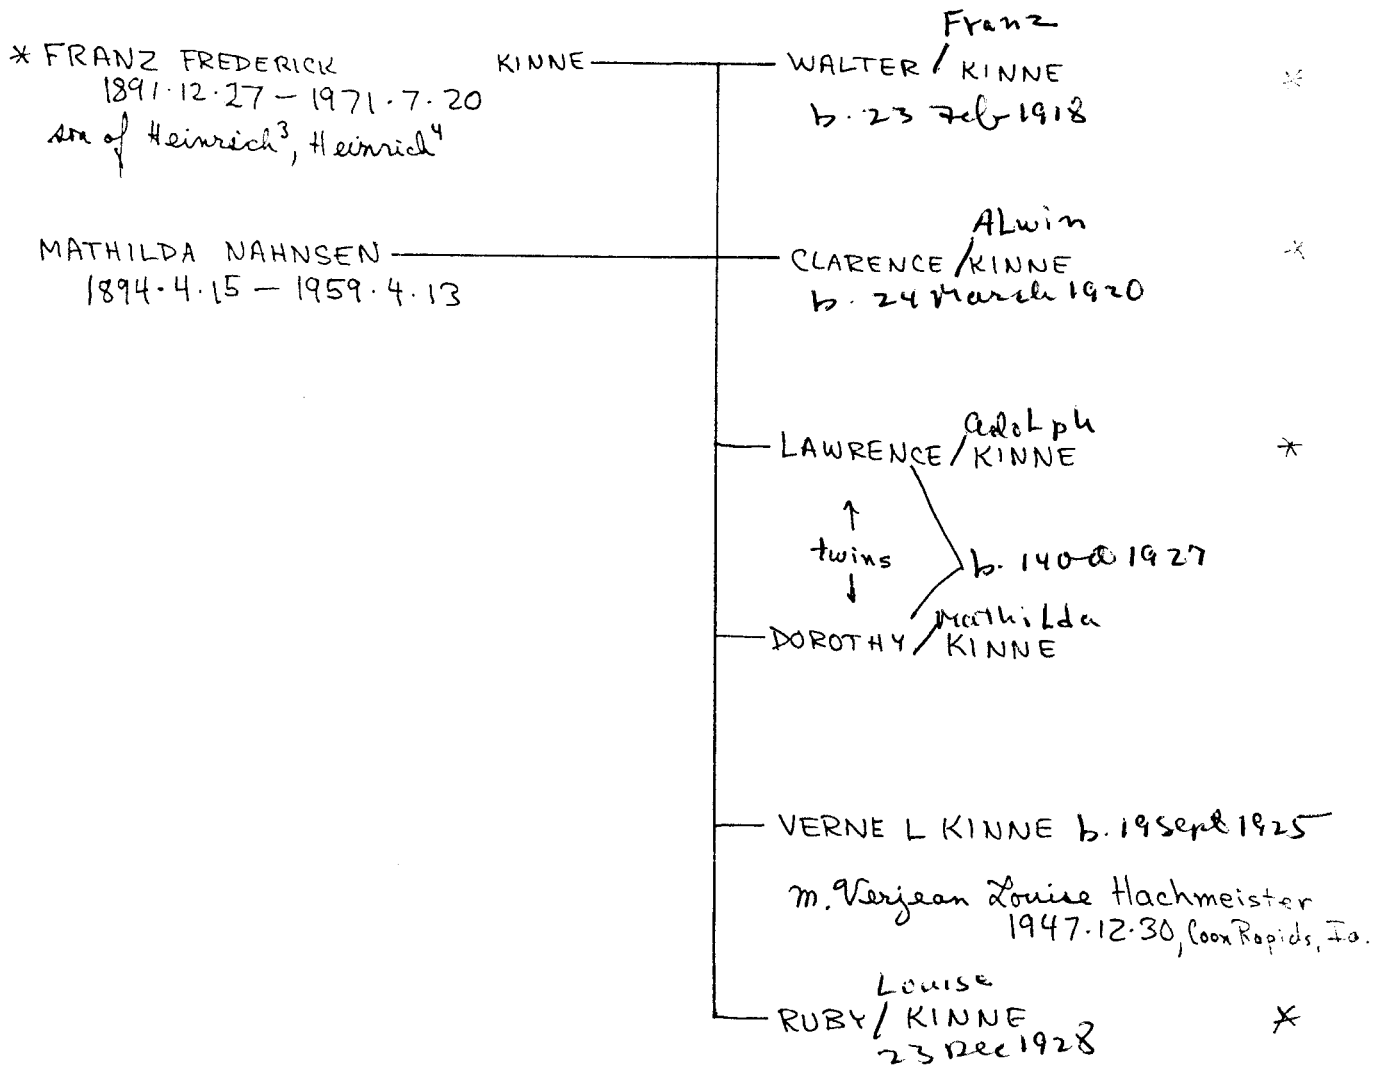 * FRANZ FREDERICK KINNE
1891·12·27 – 1971·7·20
son of Heinrich³, Heinrich⁴
Franz
WALTER / KINNE *
b. 23 Feb 1918
MATHILDA NAHNSEN
1894·4·15 – 1959·4·13
ALwin
CLARENCE / KINNE *
b. 24 March 1920
AdoLph
LAWRENCE / KINNE *
↑
twins
↓
b. 14 1927
MathiLda
DOROTHY / KINNE
VERNE L KINNE b. 19 Sept 1925
m. Verjean Louise Hachmeister
1947·12·30, Coon Rapids, Ia.
Louise
RUBY / KINNE *
23 Dec 1928